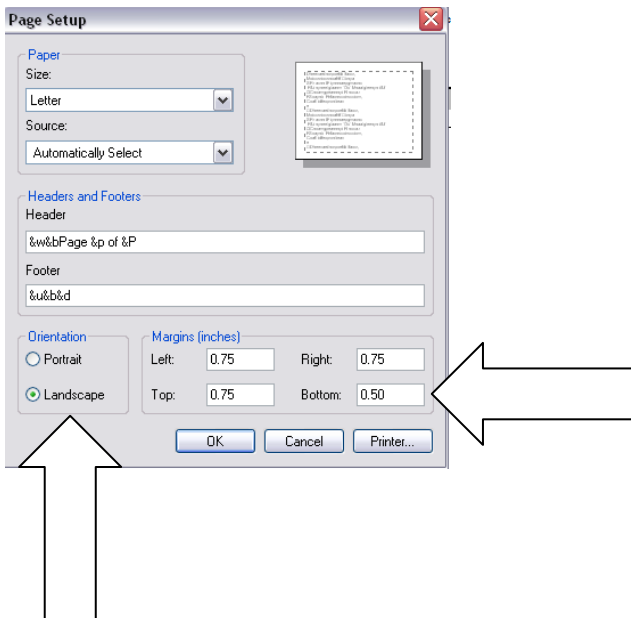 Page Setup
Paper
Size:
Letter
Source:
Automatically Select
Headers and Footers
Header
&w&bPage &p of &P
Footer
&u&b&d
Orientation
Portrait
Landscape
Margins (inches)
Left: 0.75 Right: 0.75
Top: 0.75 Bottom: 0.50
OK Cancel Printer...